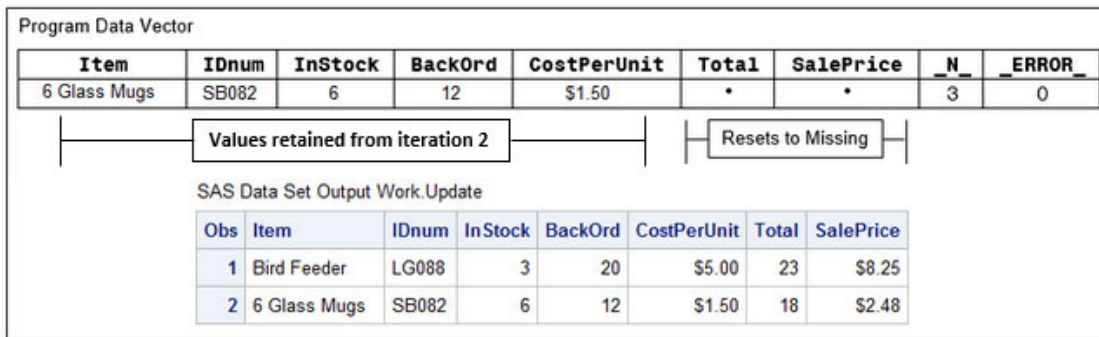 Program Data Vector
Item IDnum InStock BackOrd CostPerUnit Total SalePrice _N_ _ERROR_
6 Glass Mugs SB082 6 12 $1.50 • • 3 0
Values retained from iteration 2 Resets to Missing
SAS Data Set Output Work.Update
Obs Item IDnum InStock BackOrd CostPerUnit Total SalePrice
1 Bird Feeder LG088 3 20 $5.00 23 $8.25
2 6 Glass Mugs SB082 6 12 $1.50 18 $2.48